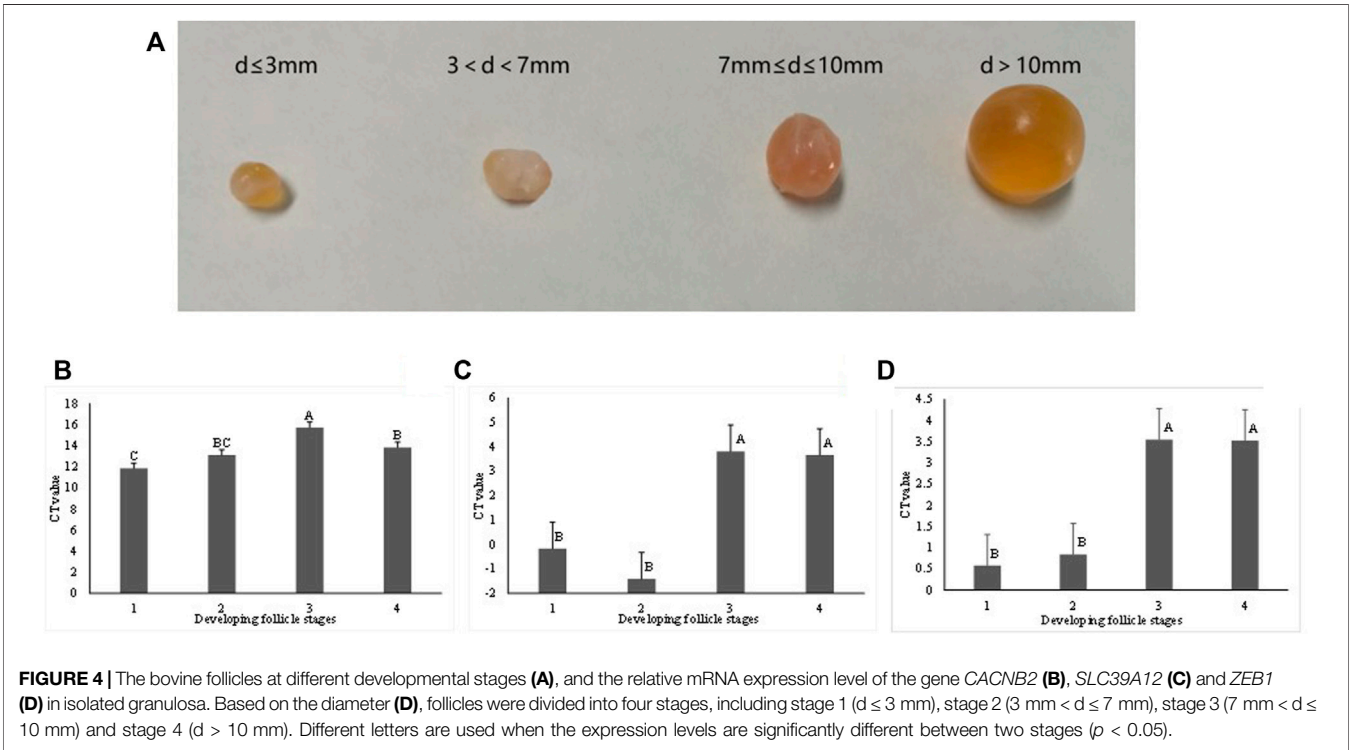 A
d≤3mm 3 < d < 7mm 7mm≤d≤10mm d > 10mm
B
18
16
14
12
10
8
6
4
2
0
CT value
C
BC
A
B
1 2 3 4
Developing follicle stages
C
6
5
4
3
2
1
0
-1
-2
CT value
B
B
A
A
1 2 3 4
Developing follicle stages
D
4.5
4
3.5
3
2.5
2
1.5
1
0.5
0
CT value
B
B
A
A
1 2 3 4
Developing follicle stages
FIGURE 4 | The bovine follicles at different developmental stages (A), and the relative mRNA expression level of the gene CACNB2 (B), SLC39A12 (C) and ZEB1
(D) in isolated granulosa. Based on the diameter (D), follicles were divided into four stages, including stage 1 (d ≤ 3 mm), stage 2 (3 mm < d ≤ 7 mm), stage 3 (7 mm < d ≤
10 mm) and stage 4 (d > 10 mm). Different letters are used when the expression levels are significantly different between two stages (p < 0.05).